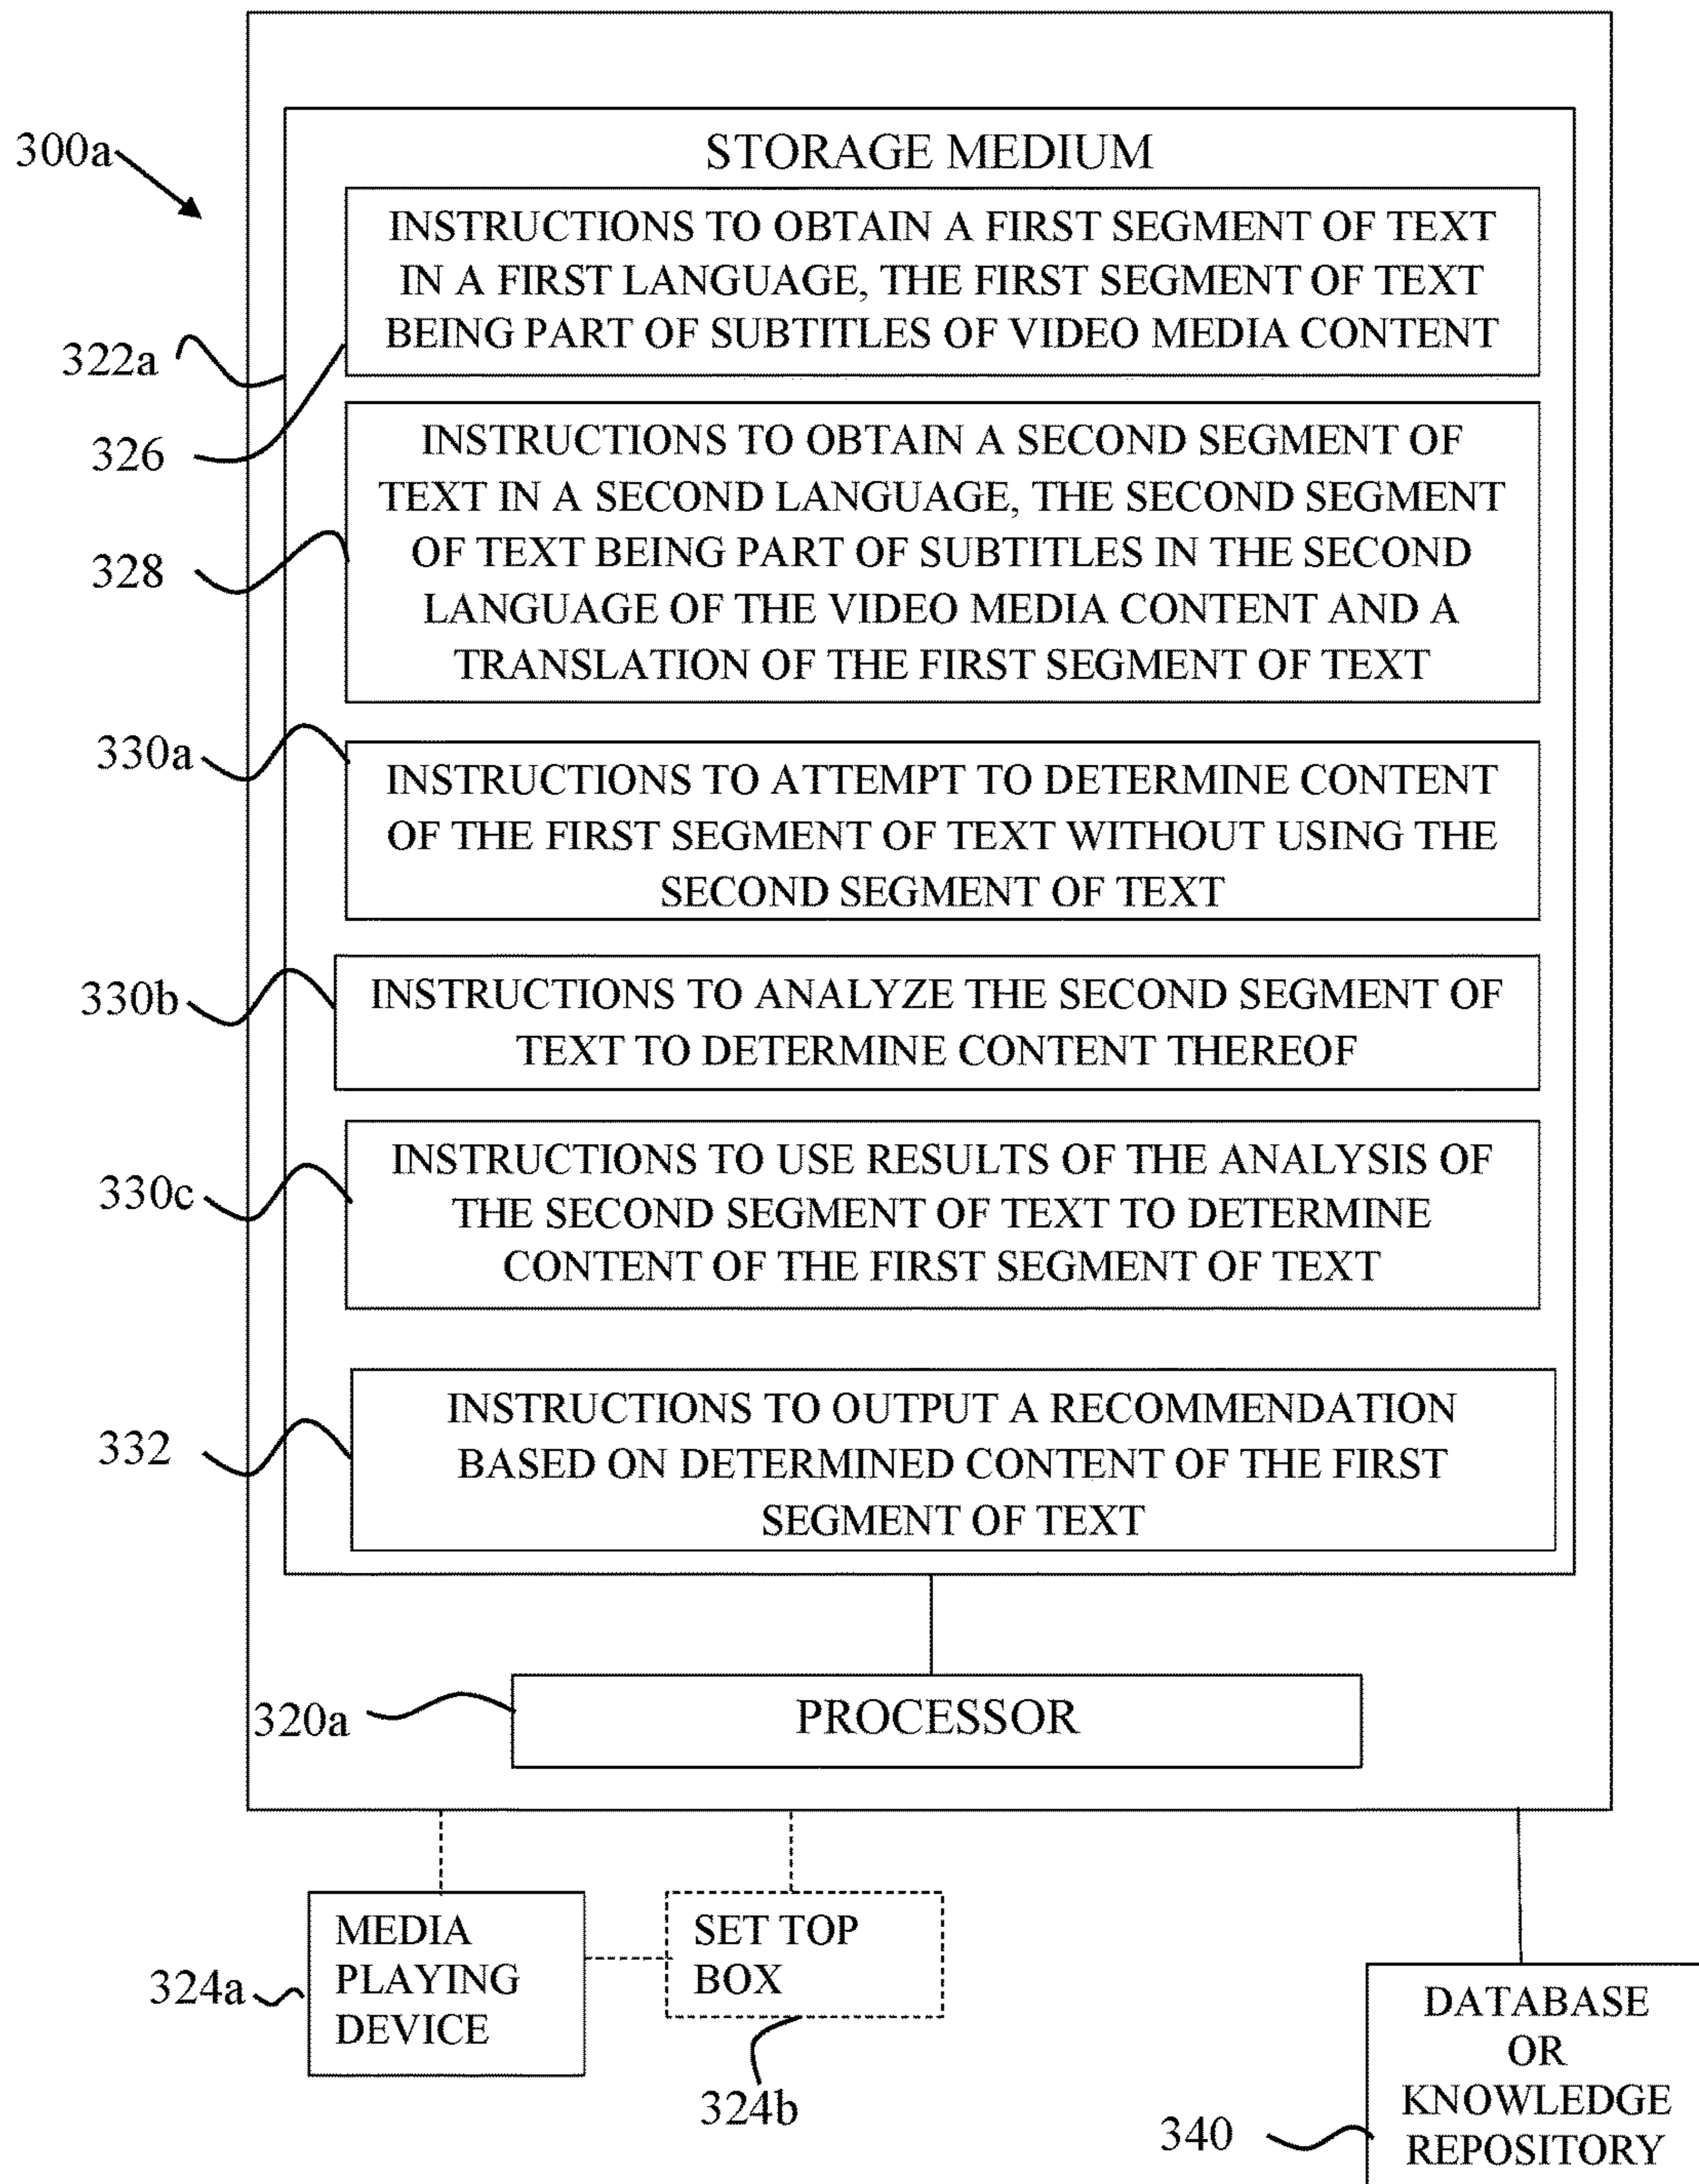 300a
STORAGE MEDIUM
INSTRUCTIONS TO OBTAIN A FIRST SEGMENT OF TEXT
IN A FIRST LANGUAGE, THE FIRST SEGMENT OF TEXT
BEING PART OF SUBTITLES OF VIDEO MEDIA CONTENT
322a
326
INSTRUCTIONS TO OBTAIN A SECOND SEGMENT OF
TEXT IN A SECOND LANGUAGE, THE SECOND SEGMENT
OF TEXT BEING PART OF SUBTITLES IN THE SECOND
LANGUAGE OF THE VIDEO MEDIA CONTENT AND A
TRANSLATION OF THE FIRST SEGMENT OF TEXT
328
330a
INSTRUCTIONS TO ATTEMPT TO DETERMINE CONTENT
OF THE FIRST SEGMENT OF TEXT WITHOUT USING THE
SECOND SEGMENT OF TEXT
330b
INSTRUCTIONS TO ANALYZE THE SECOND SEGMENT OF
TEXT TO DETERMINE CONTENT THEREOF
330c
INSTRUCTIONS TO USE RESULTS OF THE ANALYSIS OF
THE SECOND SEGMENT OF TEXT TO DETERMINE
CONTENT OF THE FIRST SEGMENT OF TEXT
332
INSTRUCTIONS TO OUTPUT A RECOMMENDATION
BASED ON DETERMINED CONTENT OF THE FIRST
SEGMENT OF TEXT
320a
PROCESSOR
MEDIA
PLAYING
DEVICE
324a
SET TOP
BOX
324b
DATABASE
OR
KNOWLEDGE
REPOSITORY
340